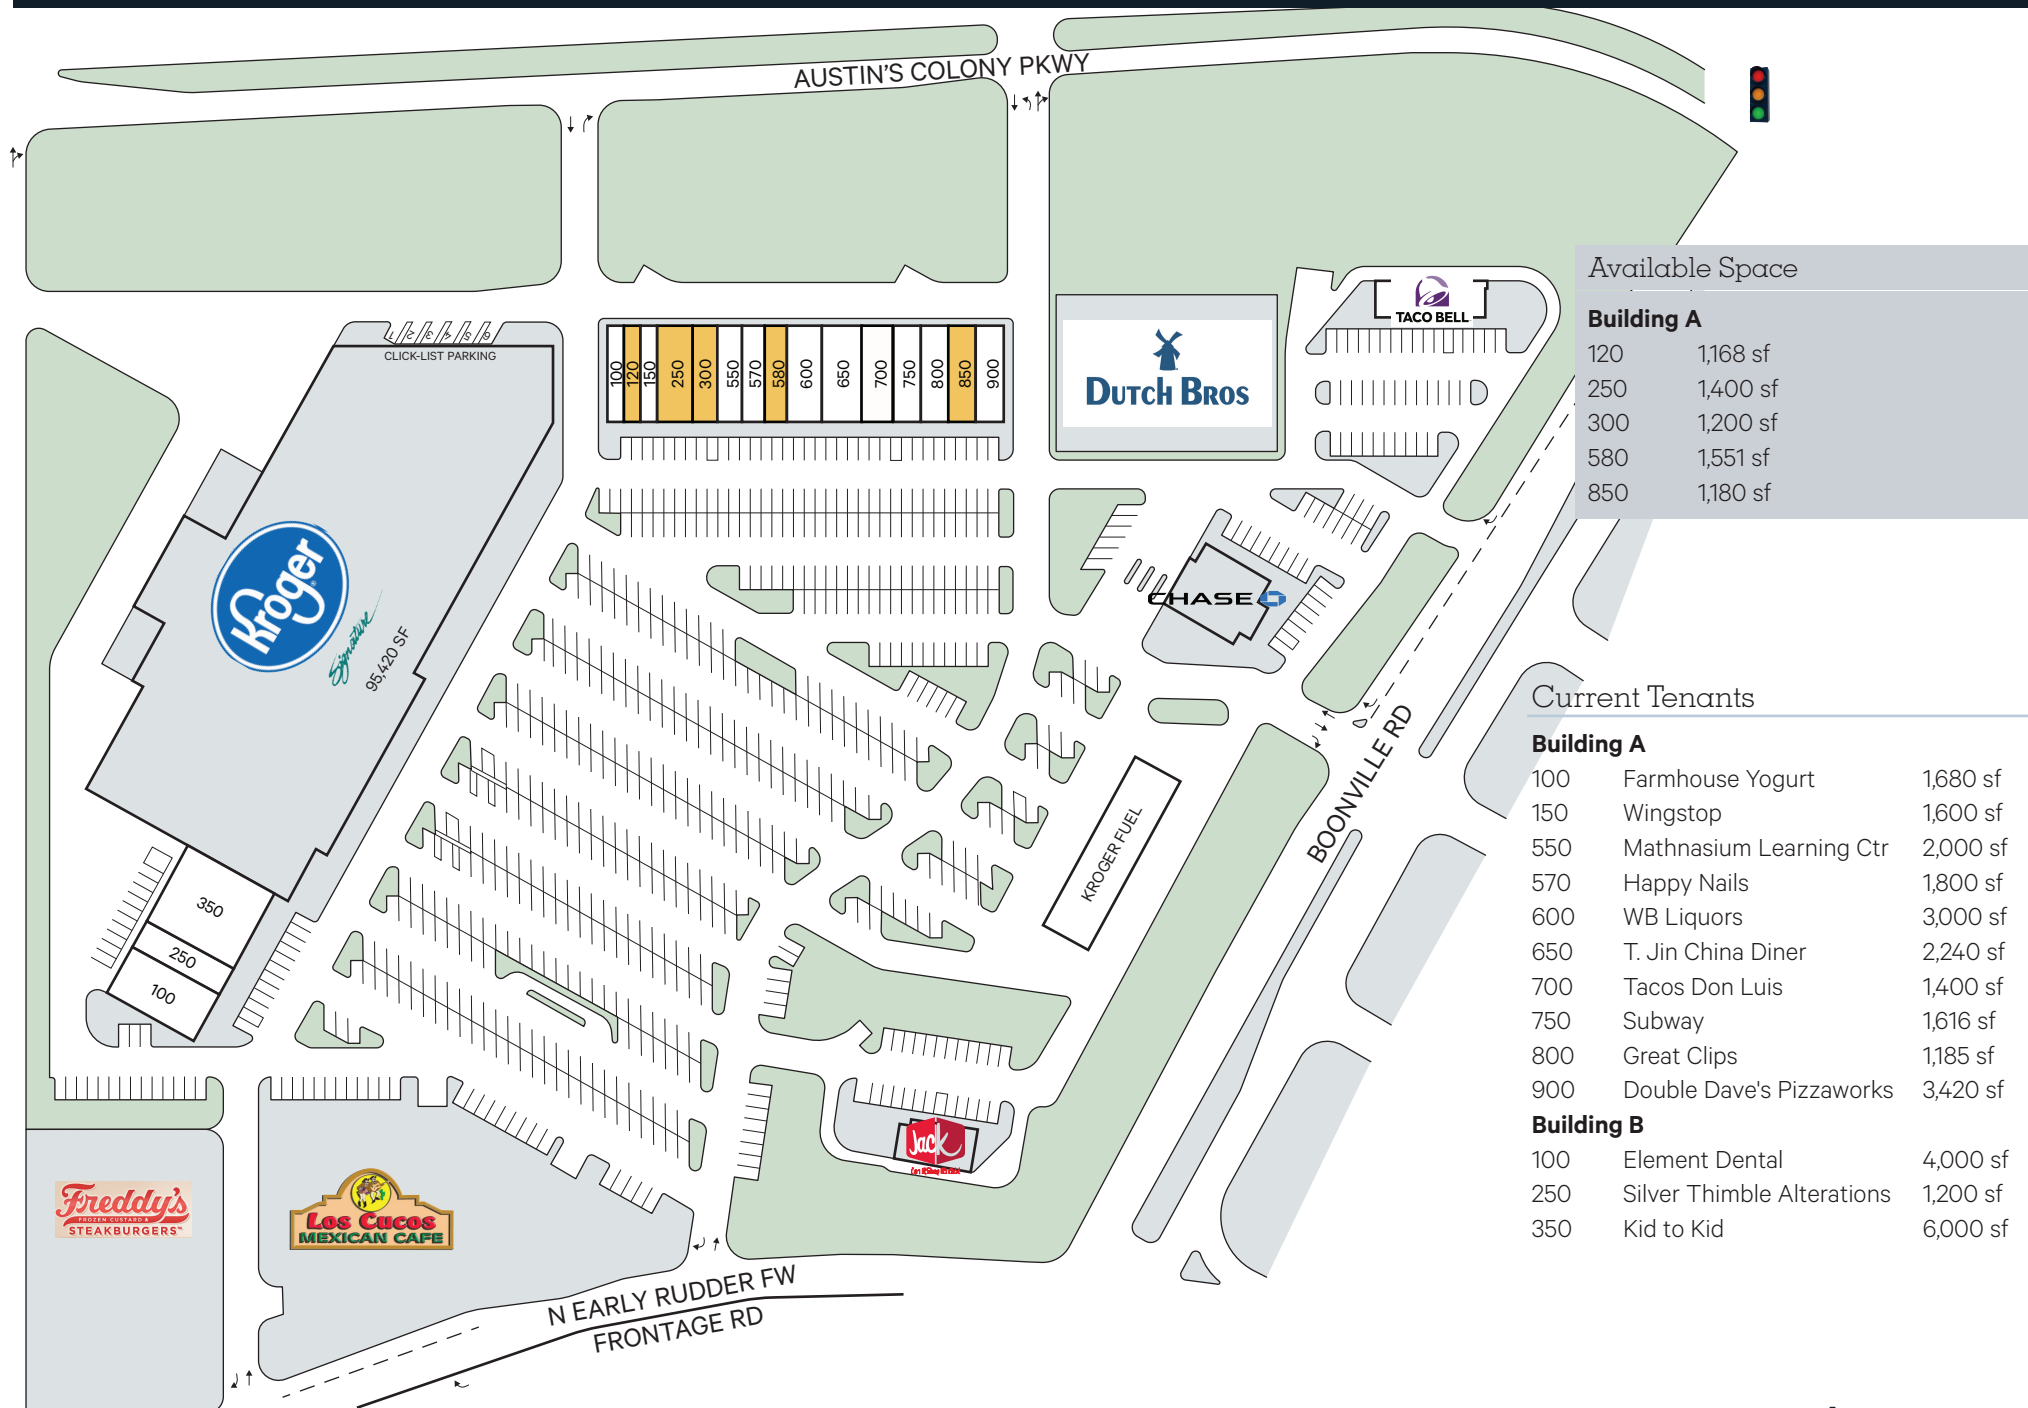 AUSTIN'S COLONY PKWY
TACO BELL
Available Space
Building A
120 1,168 sf
250 1,400 sf
300 1,200 sf
580 1,551 sf
850 1,180 sf
1 2 3 4 5 6
CLICK-LIST PARKING
100 120 150 250 300 550 570 580 600 650 700 750 800 850 900
DUTCH BROS
Kroger
Signature
95,420 SF
CHASE
Current Tenants
Building A
100 Farmhouse Yogurt 1,680 sf
150 Wingstop 1,600 sf
550 Mathnasium Learning Ctr 2,000 sf
570 Happy Nails 1,800 sf
600 WB Liquors 3,000 sf
650 T. Jin China Diner 2,240 sf
700 Tacos Don Luis 1,400 sf
750 Subway 1,616 sf
800 Great Clips 1,185 sf
900 Double Dave's Pizzaworks 3,420 sf
Building B
100 Element Dental 4,000 sf
250 Silver Thimble Alterations 1,200 sf
350 Kid to Kid 6,000 sf
BOONVILLE RD
KROGER FUEL
350
250
100
Jack
Freddy's
FROZEN CUSTARD &
STEAKBURGERS
Los Cucos
MEXICAN CAFE
N EARLY RUDDER FW
FRONTAGE RD